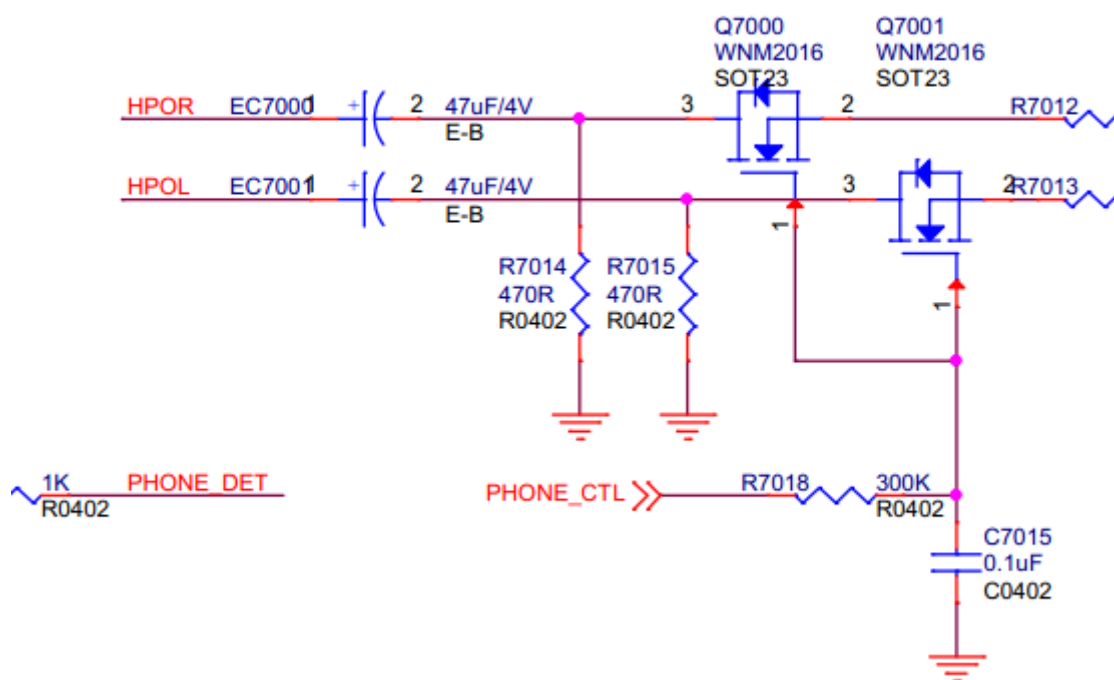 Q7000
WNM2016
SOT23
Q7001
WNM2016
SOT23
HPOR
EC7000
1
+
2
47uF/4V
E-B
3
2
R7012
HPOL
EC7001
1
+
2
47uF/4V
E-B
3
2
R7013
1
1
R7014
470R
R0402
R7015
470R
R0402
1K
R0402
PHONE_DET
PHONE_CTL
R7018
300K
R0402
C7015
0.1uF
C0402